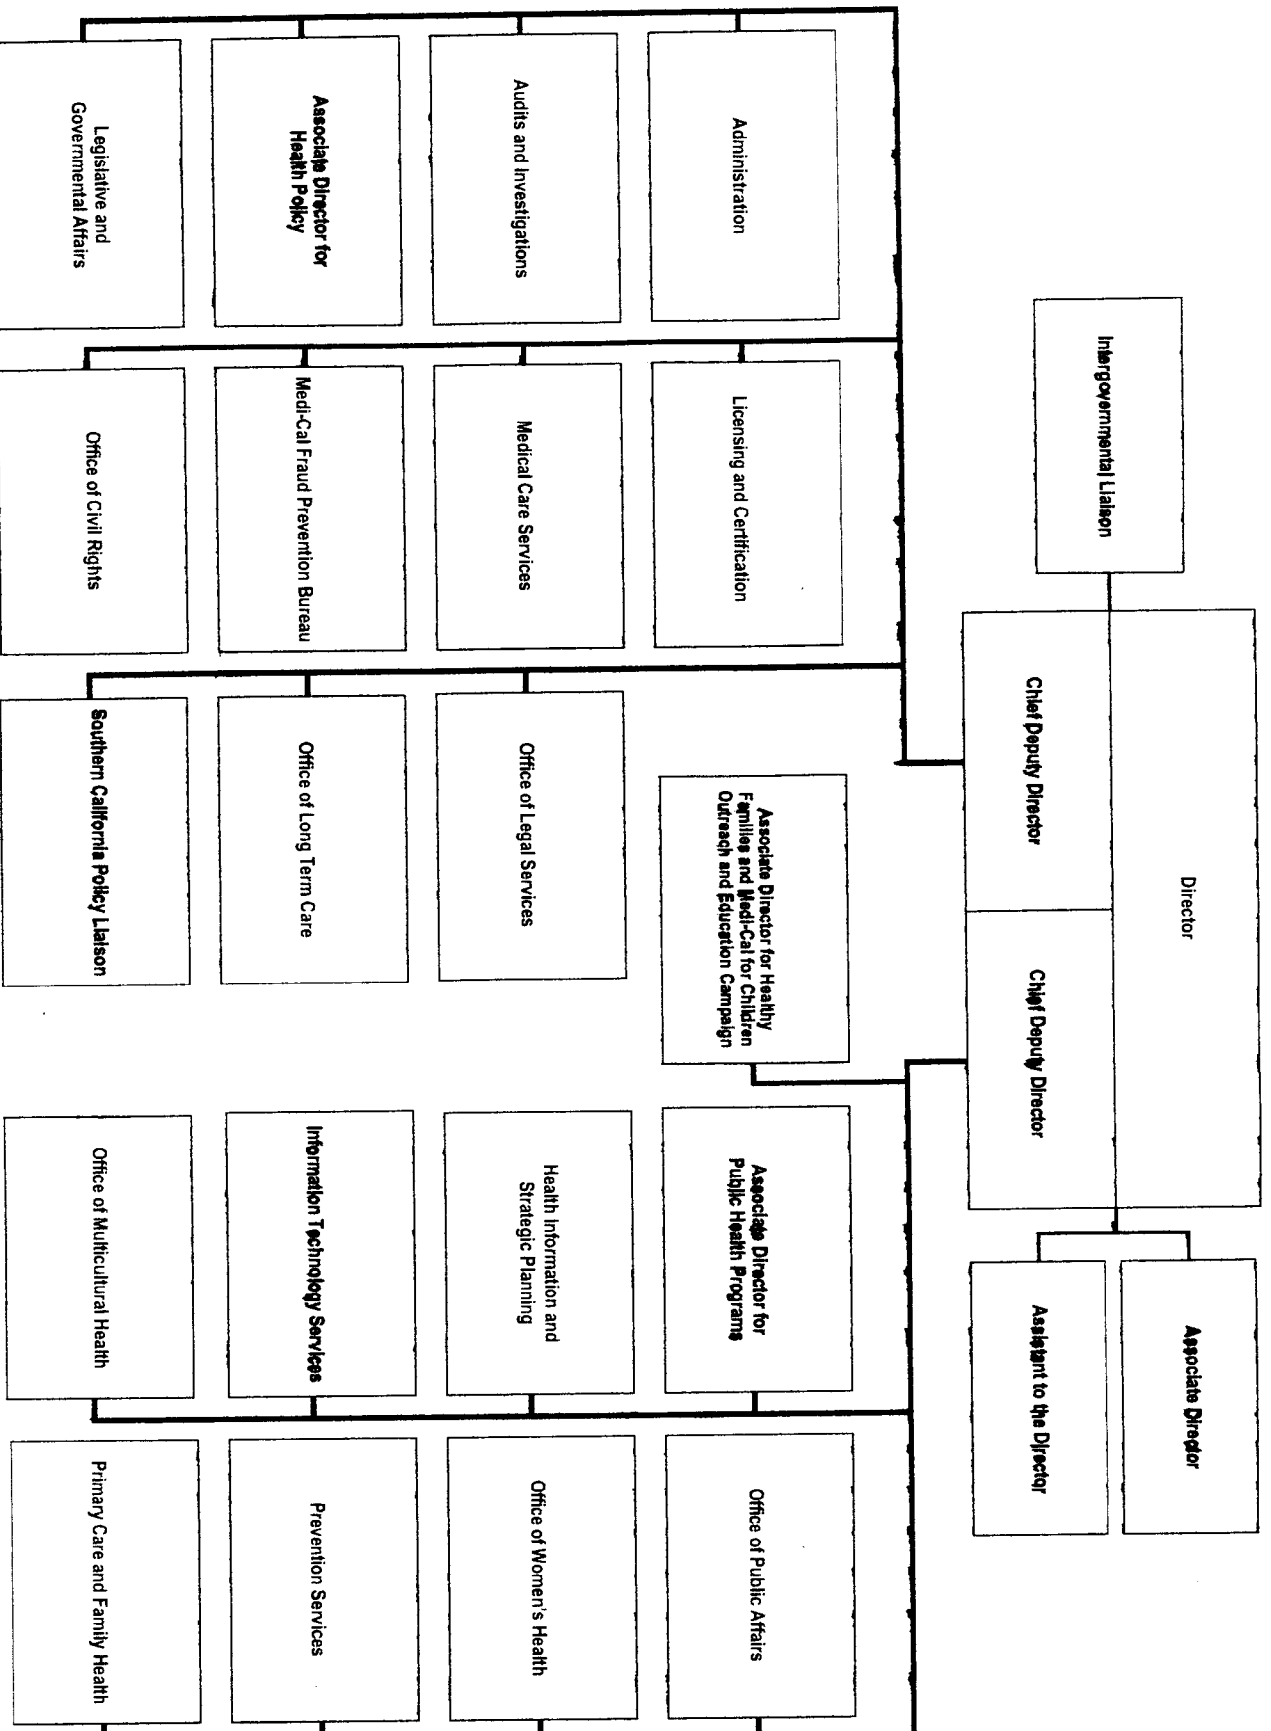 Director
Intergovernmental Liaison
Chief Deputy Director
Chief Deputy Director
Associate Director
Assistant to the Director
Administration
Audits and Investigations
Associate Director for
Health Policy
Legislative and
Governmental Affairs
Licensing and Certification
Medical Care Services
Medi-Cal Fraud Prevention Bureau
Office of Civil Rights
Office of Legal Services
Office of Long Term Care
Southern California Policy Liaison
Associate Director for Healthy
Families and Medi-Cal for Children
Outreach and Education Campaign
Associate Director for
Public Health Programs
Health Information and
Strategic Planning
Information Technology Services
Office of Multicultural Health
Office of Public Affairs
Office of Women's Health
Prevention Services
Primary Care and Family Health